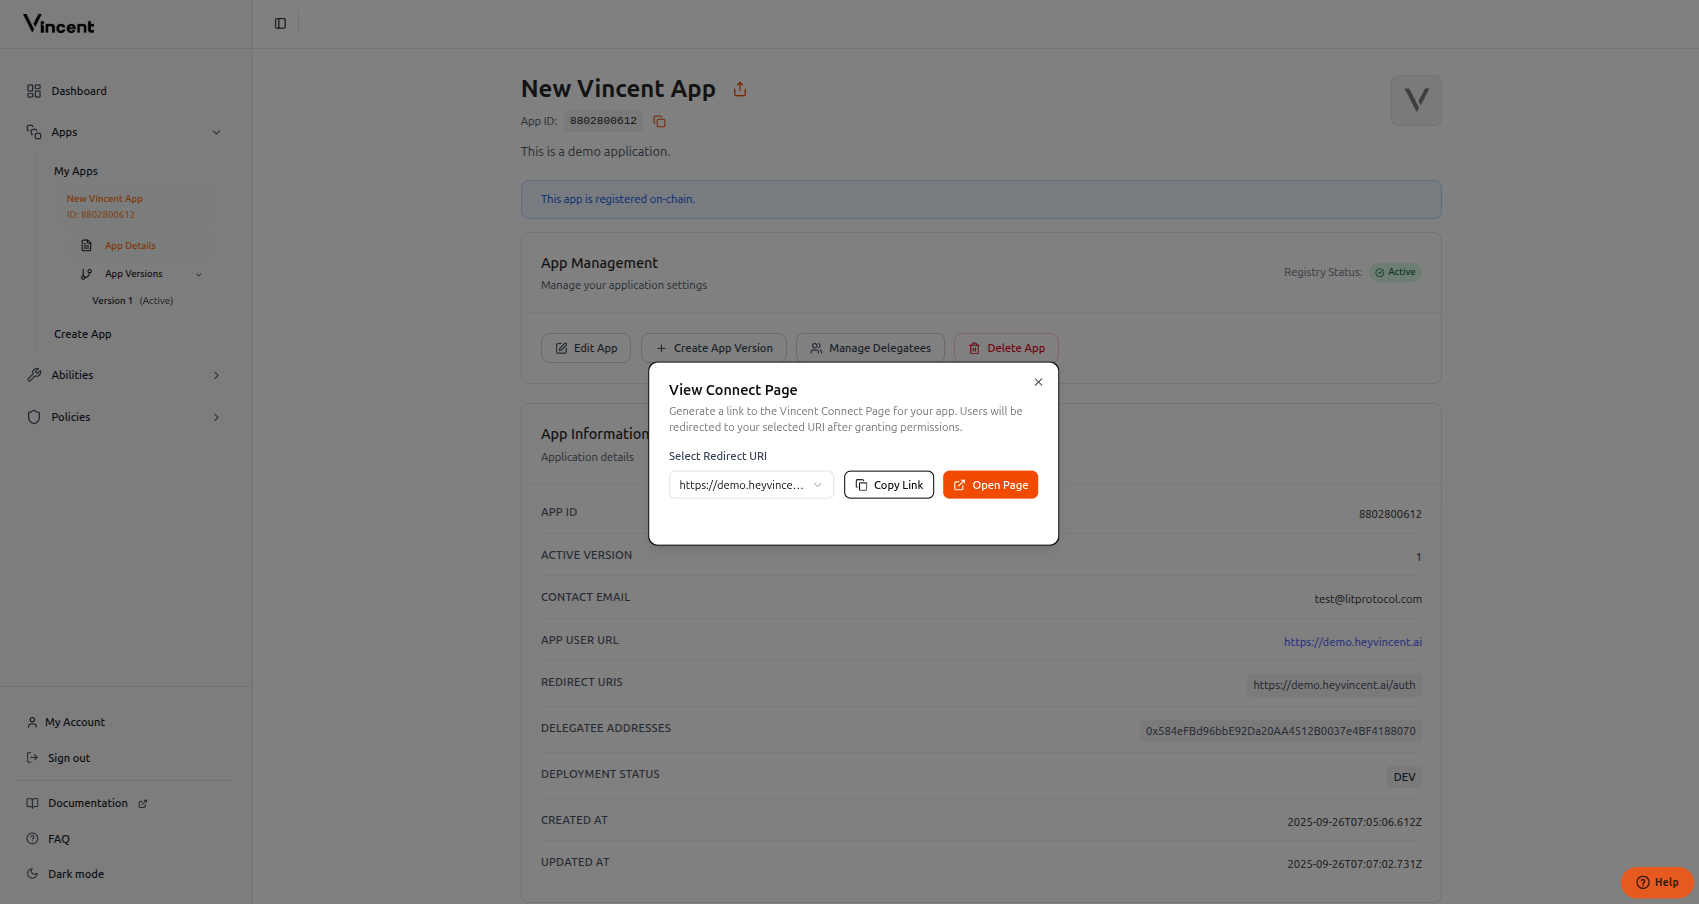 Vincent
Dashboard
Apps
My Apps
New Vincent App
ID: 8802800612
App Details
App Versions
Version 1 (Active)
Create App
Abilities
Policies
My Account
Sign out
Documentation
FAQ
Dark mode
New Vincent App
App ID: 8802800612
This is a demo application.
This app is registered on-chain.
App Management
Manage your application settings
Registry Status: Active
Edit App
Create App Version
Manage Delegatees
Delete App
View Connect Page
Generate a link to the Vincent Connect Page for your app. Users will be
redirected to your selected URI after granting permissions.
Select Redirect URI
https://demo.heyvince...
Copy Link
Open Page
App Information
Application details
APP ID 8802800612
ACTIVE VERSION 1
CONTACT EMAIL test@litprotocol.com
APP USER URL https://demo.heyvincent.ai
REDIRECT URIS https://demo.heyvincent.ai/auth
DELEGATEE ADDRESSES 0x584eFBd96bbE92Da20AA4512B0037e4BF4188070
DEPLOYMENT STATUS DEV
CREATED AT 2025-09-26T07:05:06.612Z
UPDATED AT 2025-09-26T07:07:02.731Z
Help